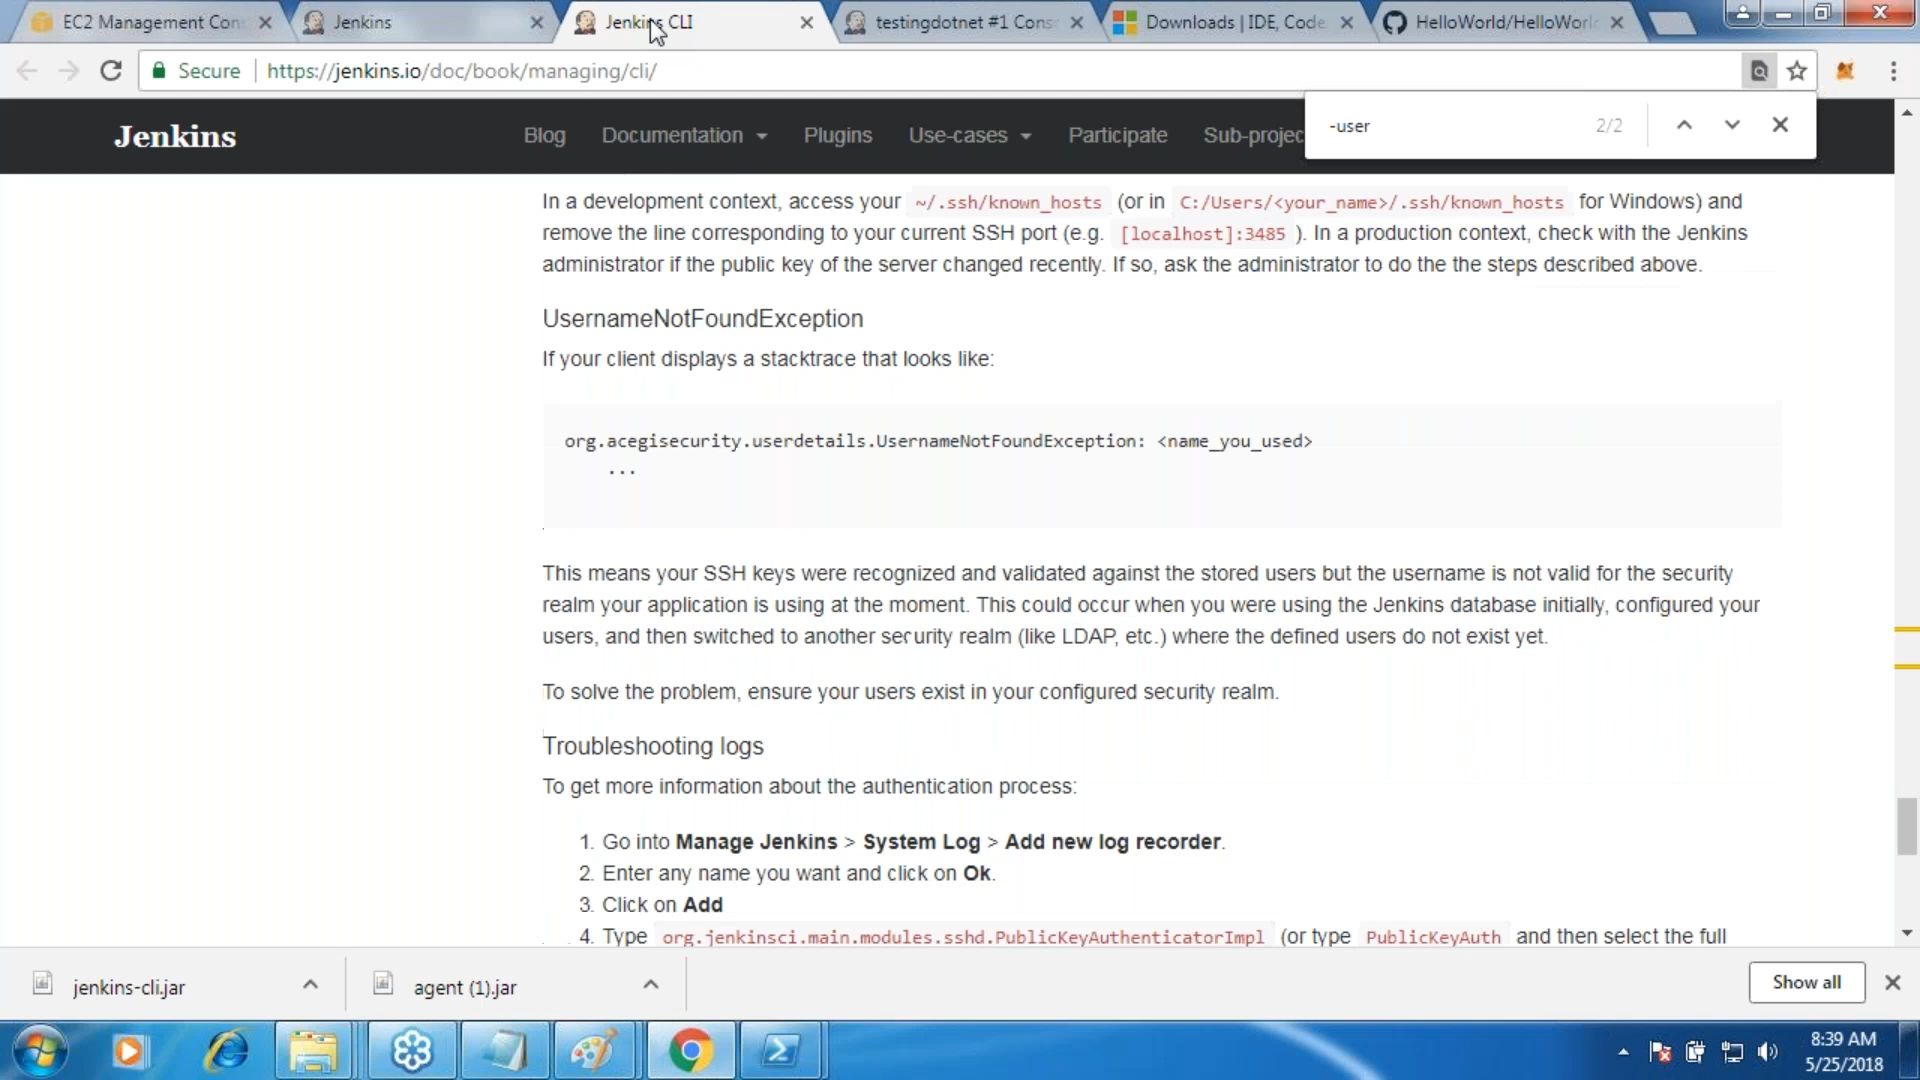 EC2 Management Con
Jenkins
Jenkins CLI
testingdotnet #1 Cons
Downloads | IDE, Code
HelloWorld/HelloWorl
Secure
https://jenkins.io/doc/book/managing/cli/
-user
2/2
Jenkins
Blog
Documentation
Plugins
Use-cases
Participate
Sub-projec
In a development context, access your ~/.ssh/known_hosts (or in C:/Users/<your_name>/.ssh/known_hosts for Windows) and
remove the line corresponding to your current SSH port (e.g. [localhost]:3485 ). In a production context, check with the Jenkins
administrator if the public key of the server changed recently. If so, ask the administrator to do the the steps described above.
UsernameNotFoundException
If your client displays a stacktrace that looks like:
org.acegisecurity.userdetails.UsernameNotFoundException: <name_you_used>
...
This means your SSH keys were recognized and validated against the stored users but the username is not valid for the security
realm your application is using at the moment. This could occur when you were using the Jenkins database initially, configured your
users, and then switched to another security realm (like LDAP, etc.) where the defined users do not exist yet.
To solve the problem, ensure your users exist in your configured security realm.
Troubleshooting logs
To get more information about the authentication process:
1. Go into Manage Jenkins > System Log > Add new log recorder.
2. Enter any name you want and click on Ok.
3. Click on Add
4. Type org.jenkinsci.main.modules.sshd.PublicKeyAuthenticatorImpl (or type PublicKeyAuth and then select the full
jenkins-cli.jar
agent (1).jar
Show all
8:39 AM
5/25/2018